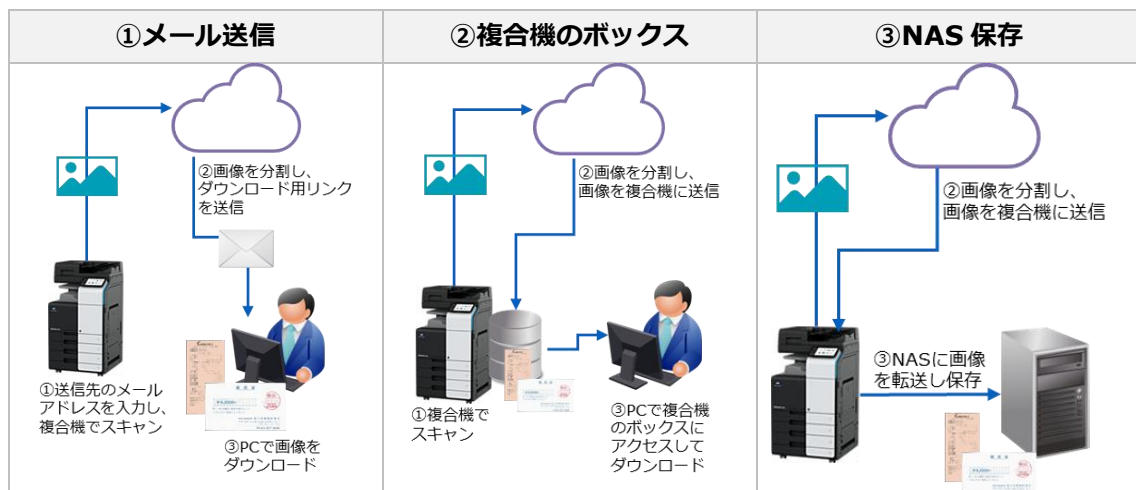 ①メール送信
②複合機のボックス
③NAS 保存
②画像を分割し、
ダウンロード用リンク
を送信
①送信先のメール
アドレスを入力し、
複合機でスキャン
③PCで画像を
ダウンロード
②画像を分割し、
画像を複合機に送信
①複合機で
スキャン
③PCで複合機
のボックスに
アクセスして
ダウンロード
②画像を分割し、
画像を複合機に送信
③NASに画像
を転送し保存